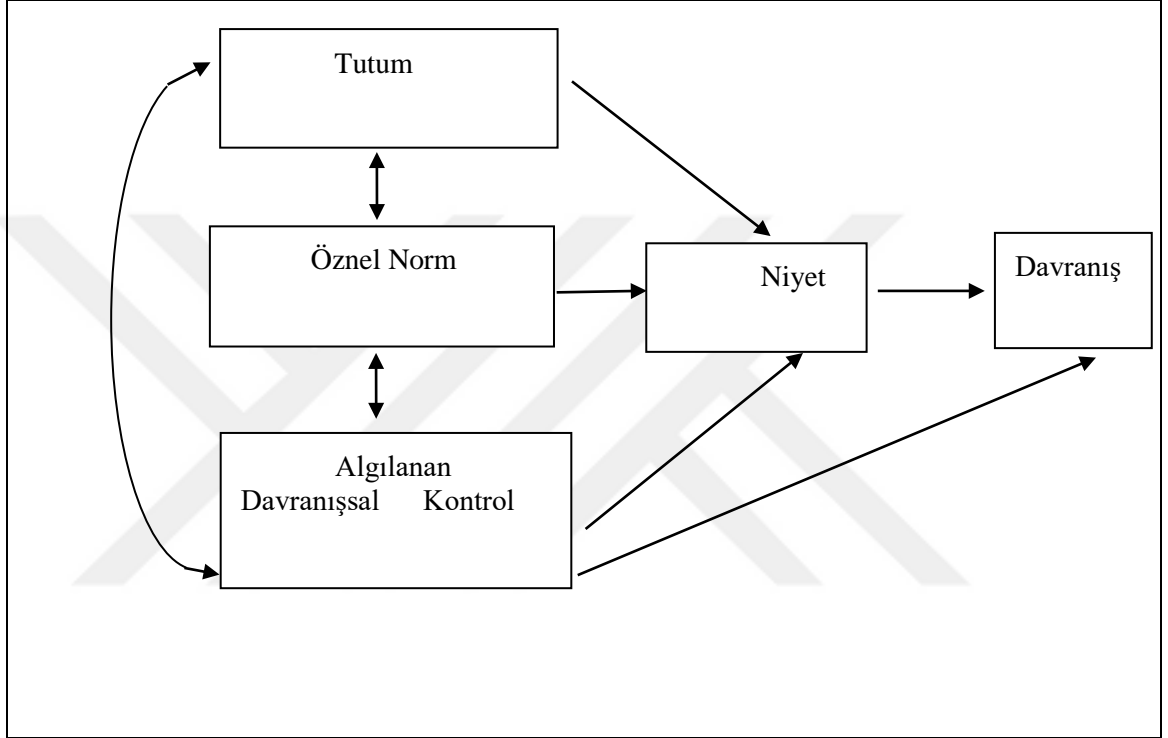 Tutum
Öznel Norm
Niyet
Davranış
Algılanan
Davranışsal Kontrol